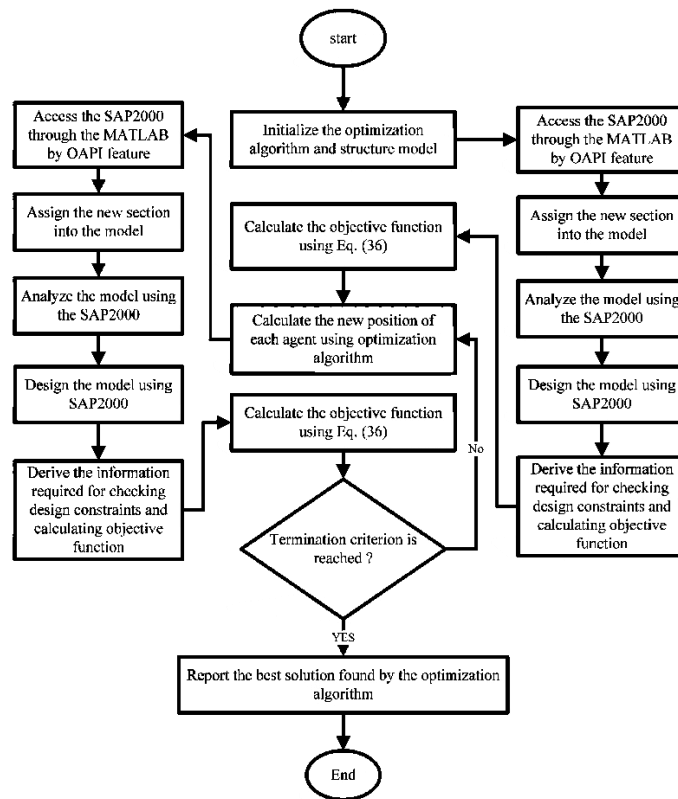 start
Initialize the optimization
algorithm and structure model
Access the SAP2000
through the MATLAB
by OAPI feature
Assign the new section
into the model
Analyze the model using
the SAP2000
Design the model using
SAP2000
Derive the information
required for checking
design constraints and
calculating objective
function
Calculate the objective function
using Eq. (36)
Calculate the new position of
each agent using optimization
algorithm
Access the SAP2000
through the MATLAB
by OAPI feature
Assign the new section
into the model
Analyze the model using
the SAP2000
Design the model using
SAP2000
Derive the information
required for checking
design constraints and
calculating objective
function
Calculate the objective function
using Eq. (36)
Termination criterion is
reached ?
No
YES
Report the best solution found by the optimization
algorithm
End